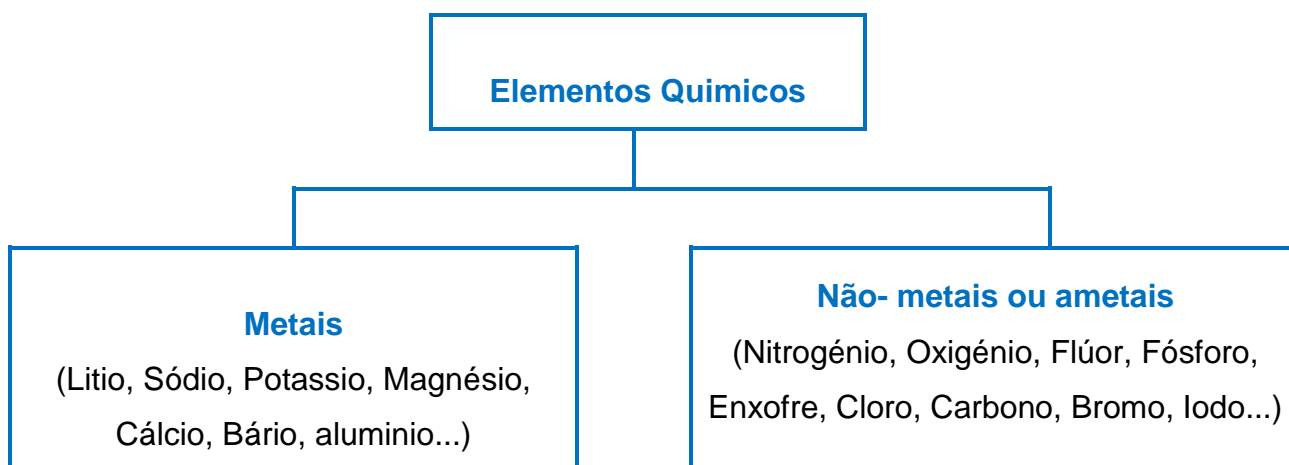 Elementos Quimicos
Metais
(Litio, Sódio, Potassio, Magnésio,
Cálcio, Bário, aluminio...)
Não- metais ou ametais
(Nitrogénio, Oxigénio, Flúor, Fósforo,
Enxofre, Cloro, Carbono, Bromo, Iodo...)